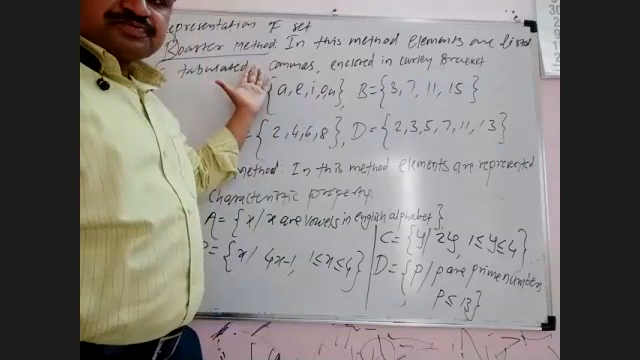 Representation of set
Roaster method: In this method elements are listed
tabulated commas, enclored in curley Bracket
{a, e, i, o, u} B = {3, 7, 11, 15}
= {2, 4, 6, 8}, D = {2, 3, 5, 7, 11, 13}
method: In this method elements are represented
characteristic property.
A = {x / x are vowels in english alphabet}
= {x / 4x-1, 1 ≤ x ≤ 4}
C = {y / 2y, 1 ≤ y ≤ 4}
D = {p / p are prime number,
P ≤ 13}